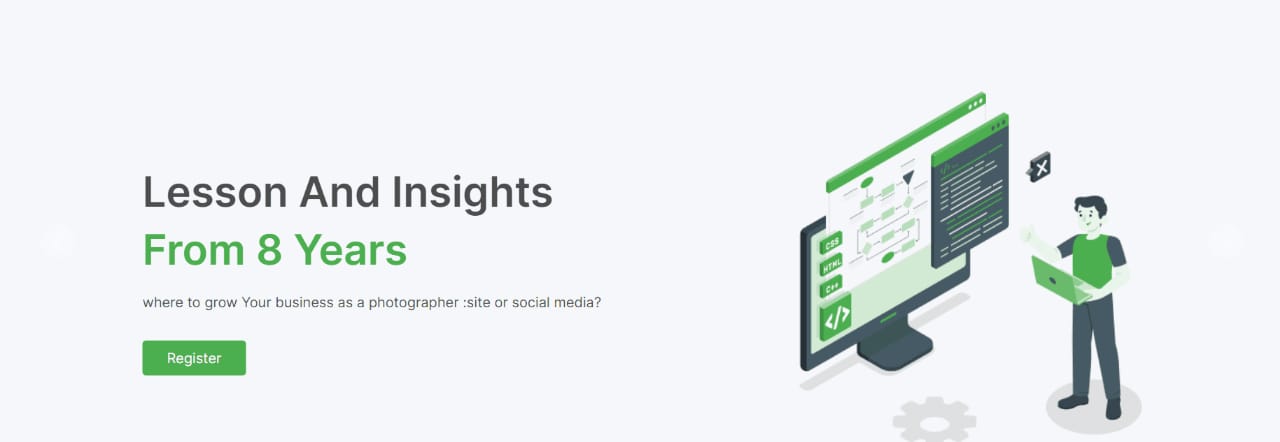 Lesson And Insights
From 8 Years
where to grow Your business as a photographer :site or social media?
Register
CSS
HTML
C++
</>
X